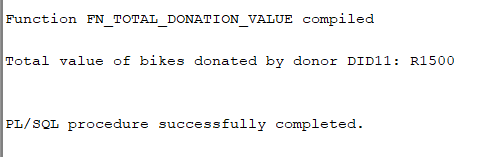 Function FN_TOTAL_DONATION_VALUE compiled
Total value of bikes donated by donor DID11: R1500
PL/SQL procedure successfully completed.